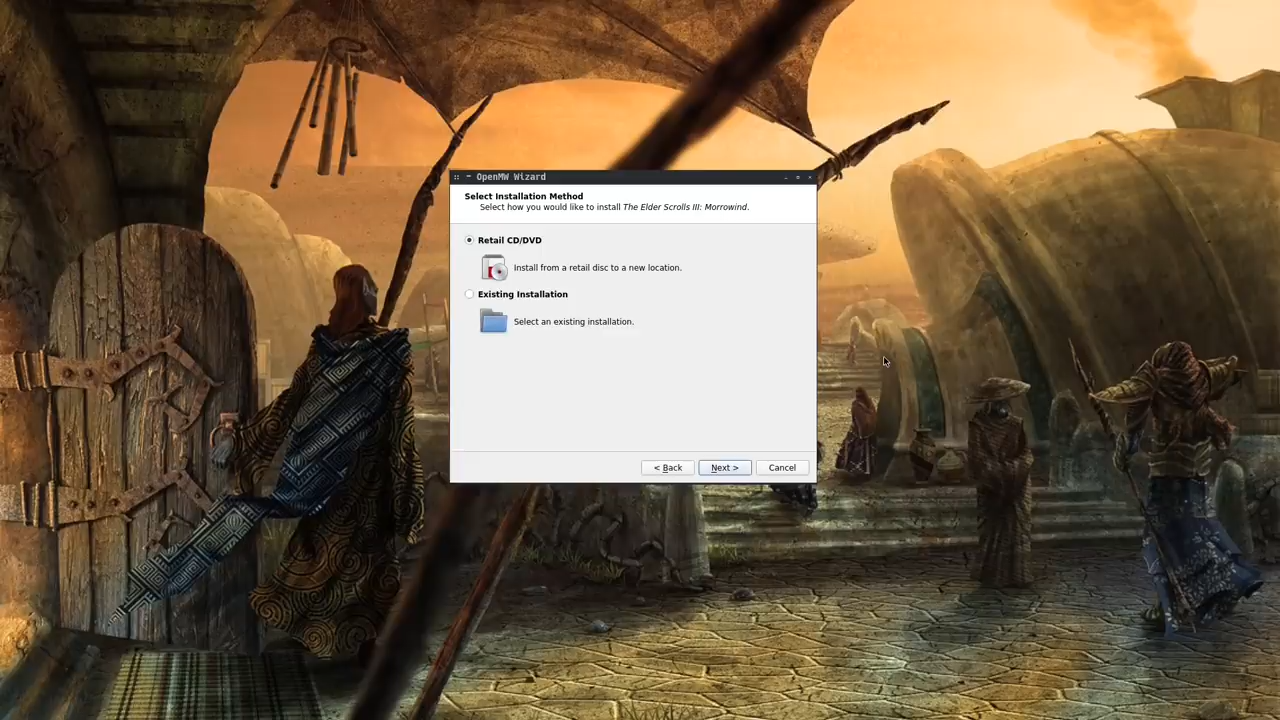 OpenMW Wizard
Select Installation Method
Select how you would like to install The Elder Scrolls III: Morrowind.
Retail CD/DVD
Install from a retail disc to a new location.
Existing Installation
Select an existing installation.
< Back Next > Cancel